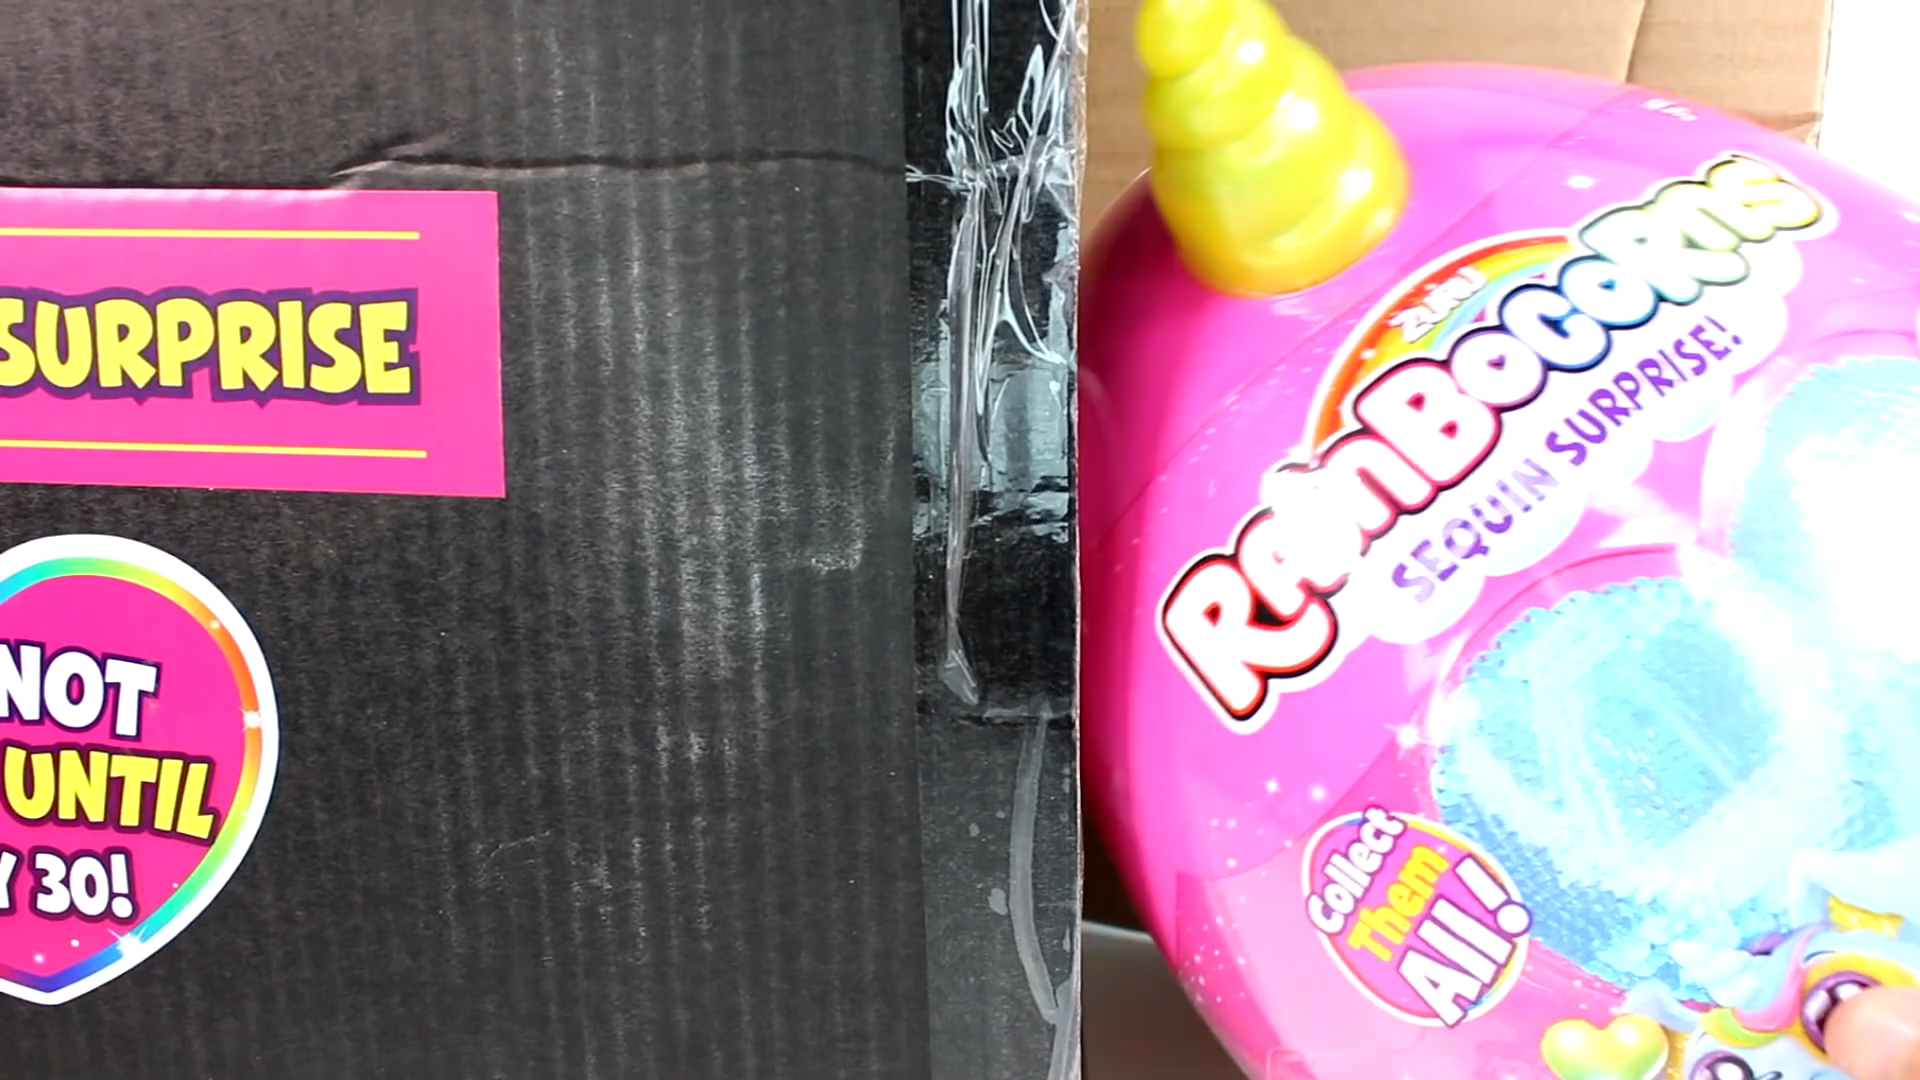 SURPRISE
NOT
UNTIL
Y 30!
ZURU
RainBoCoRns
SEQUIN SURPRISE!
Collect
Them
All!